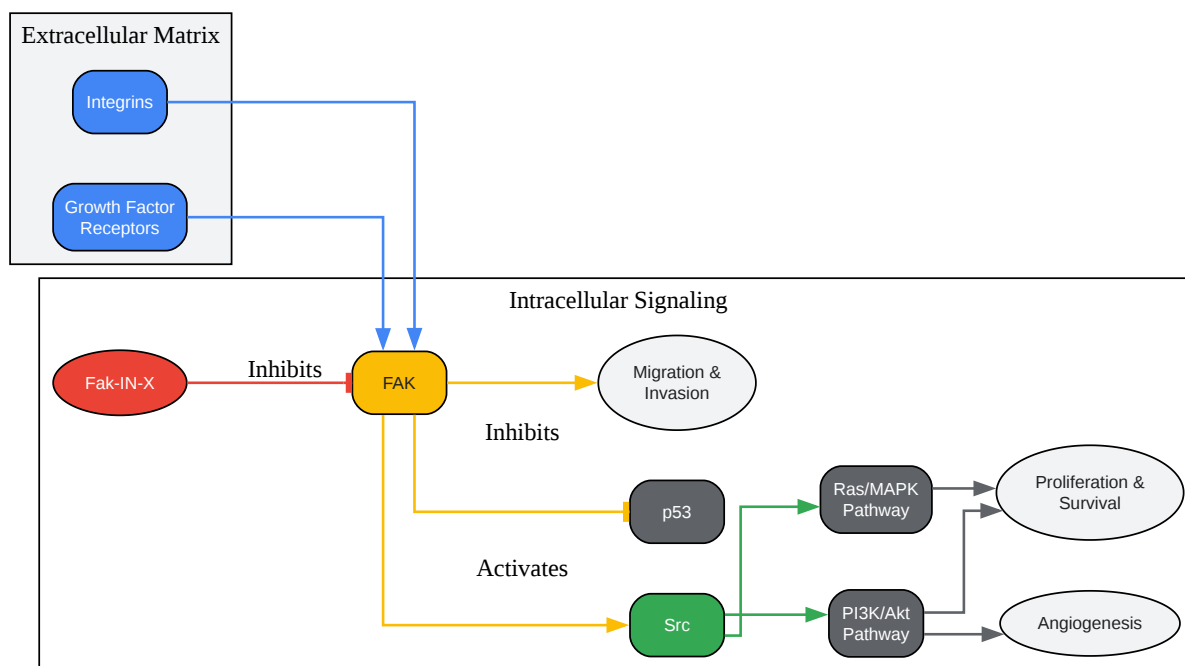 Extracellular Matrix
Integrins
Growth Factor
Receptors
Intracellular Signaling
Fak-IN-X
Inhibits
FAK
Migration &
Invasion
Inhibits
p53
Ras/MAPK
Pathway
Proliferation &
Survival
Activates
Src
PI3K/Akt
Pathway
Angiogenesis